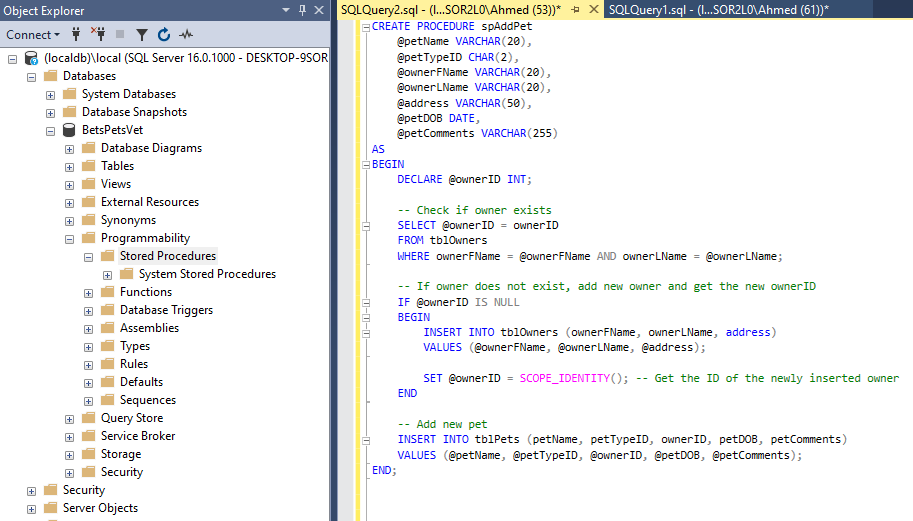 Object Explorer
Connect
(localdb)\local (SQL Server 16.0.1000 - DESKTOP-9SOR
Databases
System Databases
Database Snapshots
BetsPetsVet
Database Diagrams
Tables
Views
External Resources
Synonyms
Programmability
Stored Procedures
System Stored Procedures
Functions
Database Triggers
Assemblies
Types
Rules
Defaults
Sequences
Query Store
Service Broker
Storage
Security
Security
Server Objects
SQLQuery2.sql - (l...SOR2L0\Ahmed (53))*
SQLQuery1.sql - (l...SOR2L0\Ahmed (61))*
CREATE PROCEDURE spAddPet
@petName VARCHAR(20),
@petTypeID CHAR(2),
@ownerFName VARCHAR(20),
@ownerLName VARCHAR(20),
@address VARCHAR(50),
@petDOB DATE,
@petComments VARCHAR(255)
AS
BEGIN
DECLARE @ownerID INT;
-- Check if owner exists
SELECT @ownerID = ownerID
FROM tblOwners
WHERE ownerFName = @ownerFName AND ownerLName = @ownerLName;
-- If owner does not exist, add new owner and get the new ownerID
IF @ownerID IS NULL
BEGIN
INSERT INTO tblOwners (ownerFName, ownerLName, address)
VALUES (@ownerFName, @ownerLName, @address);
SET @ownerID = SCOPE_IDENTITY(); -- Get the ID of the newly inserted owner
END
-- Add new pet
INSERT INTO tblPets (petName, petTypeID, ownerID, petDOB, petComments)
VALUES (@petName, @petTypeID, @ownerID, @petDOB, @petComments);
END;